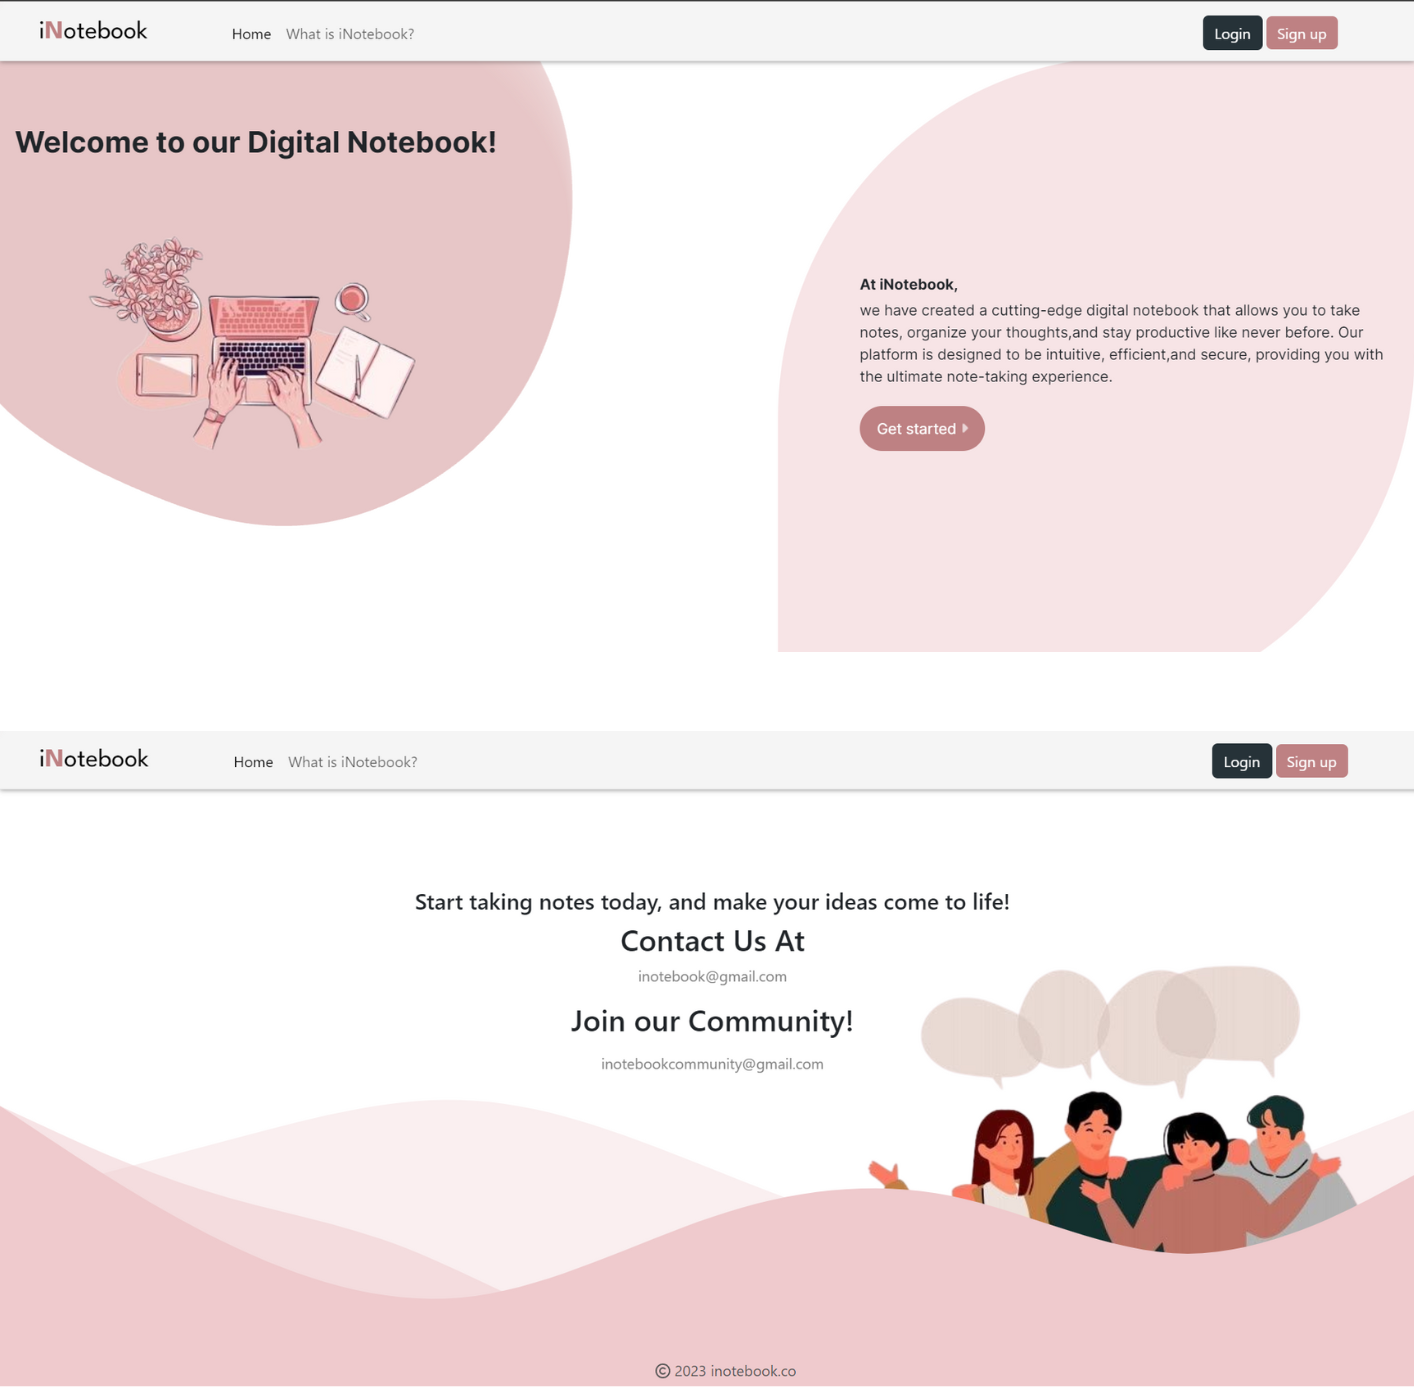 iNotebook Home What is iNotebook? Login Sign up
Welcome to our Digital Notebook!
At iNotebook,
we have created a cutting-edge digital notebook that allows you to take
notes, organize your thoughts,and stay productive like never before. Our
platform is designed to be intuitive, efficient,and secure, providing you with
the ultimate note-taking experience.
Get started
iNotebook Home What is iNotebook? Login Sign up
Start taking notes today, and make your ideas come to life!
Contact Us At
inotebook@gmail.com
Join our Community!
inotebookcommunity@gmail.com
© 2023 inotebook.co